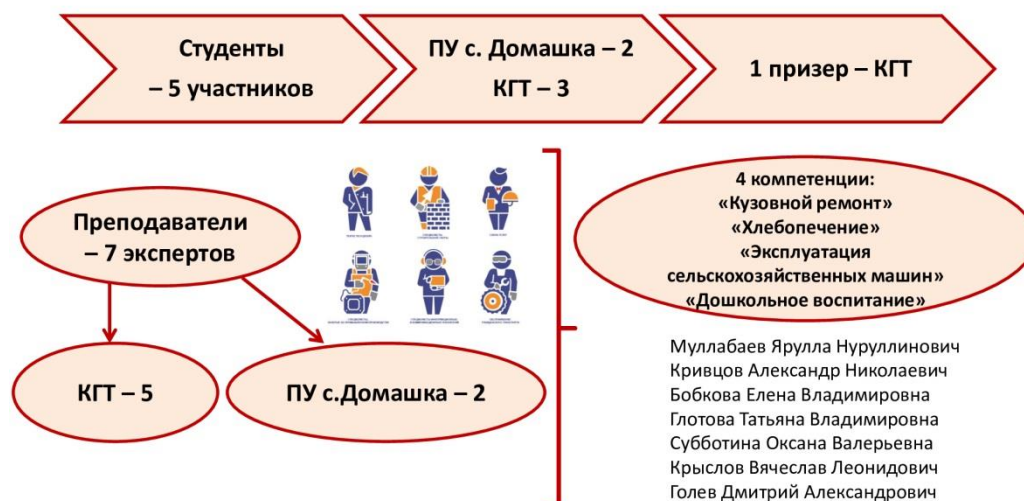 Студенты
– 5 участников
ПУ с. Домашка – 2
КГТ – 3
1 призер – КГТ
Преподаватели
– 7 экспертов
КГТ – 5
ПУ с.Домашка – 2
4 компетенции:
«Кузовной ремонт»
«Хлебопечение»
«Эксплуатация
сельскохозяйственных машин»
«Дошкольное воспитание»
Муллабаев Ярулла Нуруллинович
Кривцов Александр Николаевич
Бобкова Елена Владимировна
Глотова Татьяна Владимировна
Субботина Оксана Валерьевна
Крыслов Вячеслав Леонидович
Голев Дмитрий Александрович